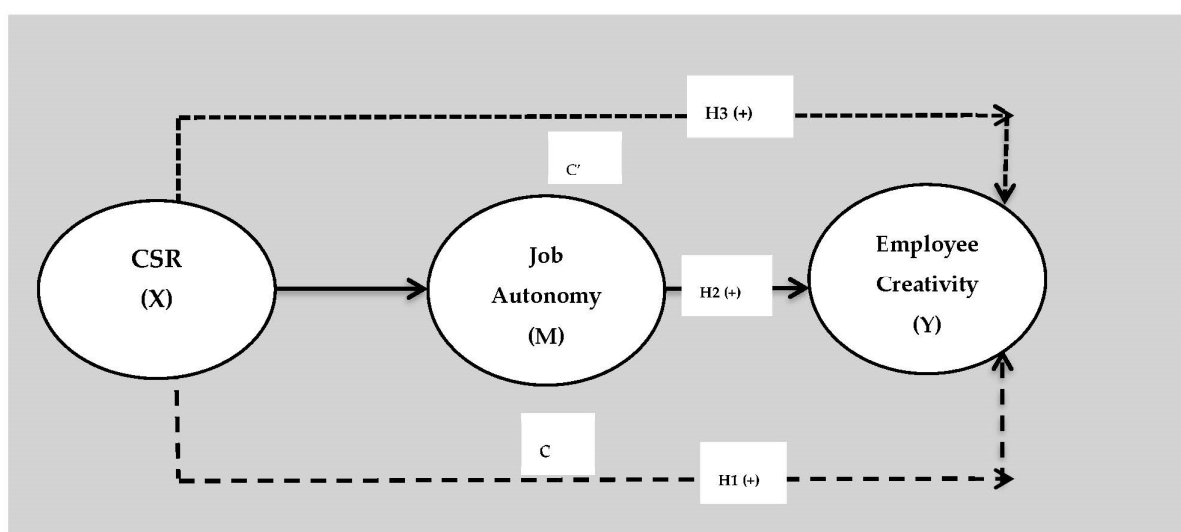 H3 (+)
C’
CSR
(X)
Job
Autonomy
(M)
H2 (+)
Employee
Creativity
(Y)
C
H1 (+)